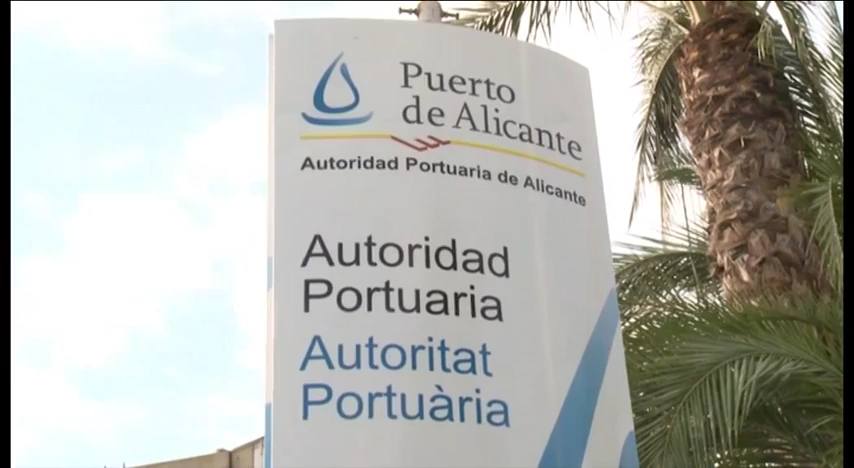 Puerto
de Alicante
Autoridad Portuaria de Alicante
Autoridad
Portuaria
Autoritat
Portuària